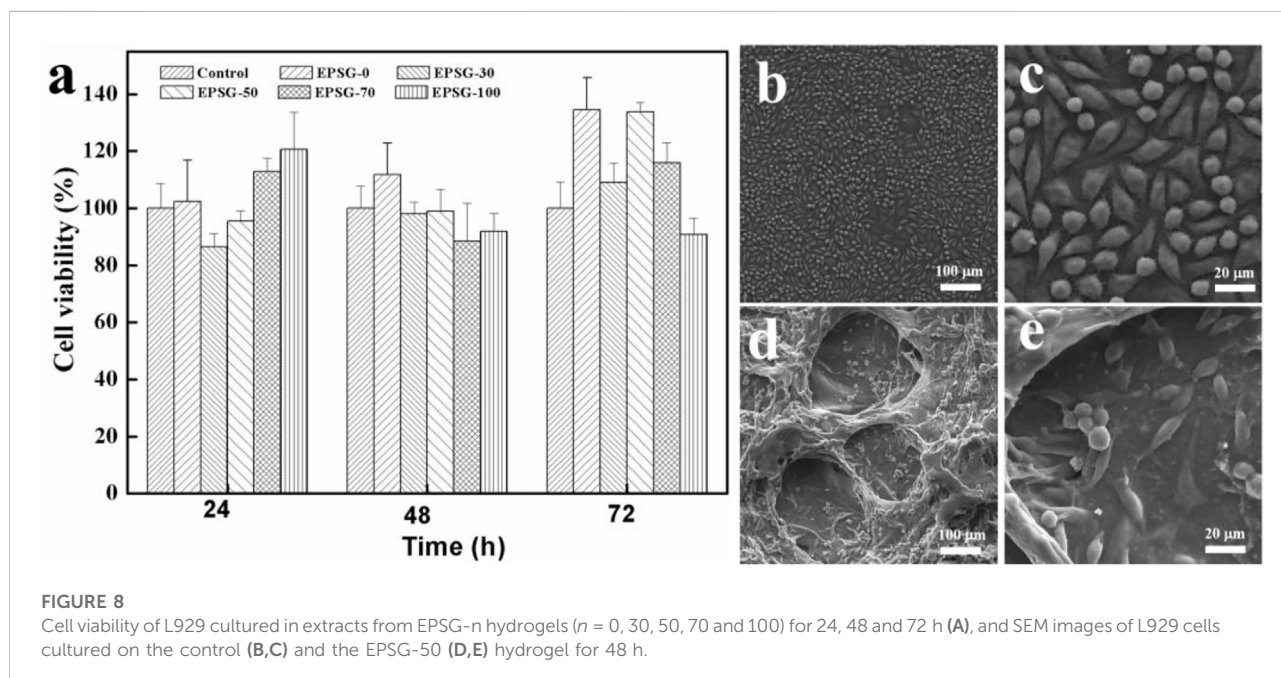 a
Control EPSG-0 EPSG-30
EPSG-50 EPSG-70 EPSG-100
Cell viability (%)
140
120
100
80
60
40
20
0
24 48 72
Time (h)
b
100 μm
c
20 μm
d
100 μm
e
20 μm
FIGURE 8
Cell viability of L929 cultured in extracts from EPSG-n hydrogels (n = 0, 30, 50, 70 and 100) for 24, 48 and 72 h (A), and SEM images of L929 cells
cultured on the control (B,C) and the EPSG-50 (D,E) hydrogel for 48 h.